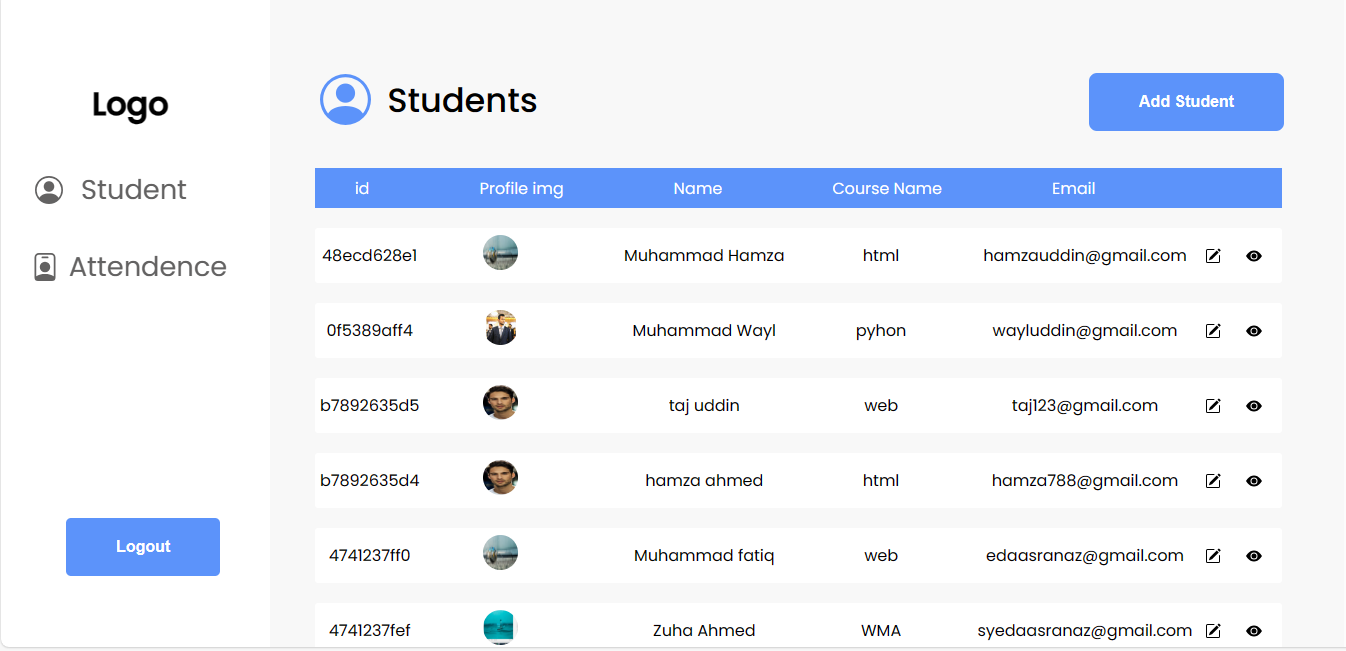 Logo
Student
Attendence
Logout
Students
Add Student
id Profile img Name Course Name Email
48ecd628e1 Muhammad Hamza html hamzauddin@gmail.com
0f5389aff4 Muhammad Wayl pyhon wayluddin@gmail.com
b7892635d5 taj uddin web taj123@gmail.com
b7892635d4 hamza ahmed html hamza788@gmail.com
4741237ff0 Muhammad fatiq web edaasranaz@gmail.com
4741237fef Zuha Ahmed WMA syedaasranaz@gmail.com